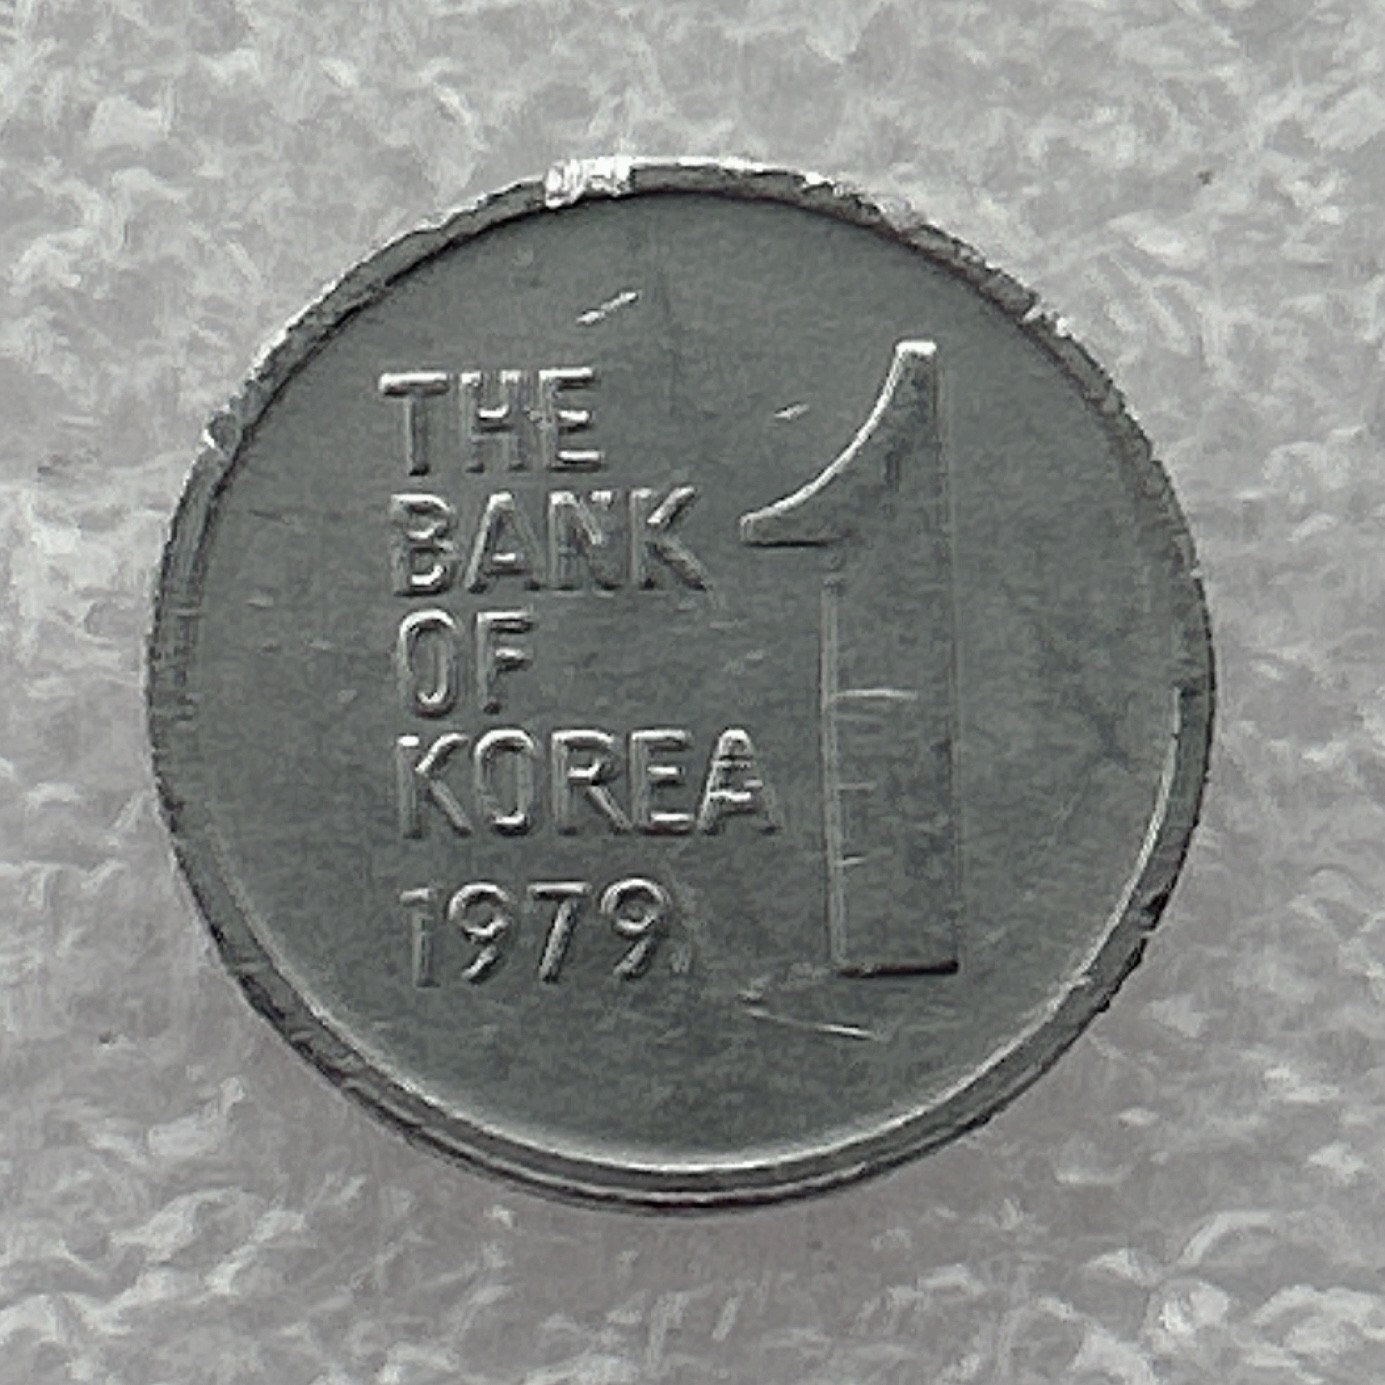 THE
BANK
OF
KOREA
1979
1